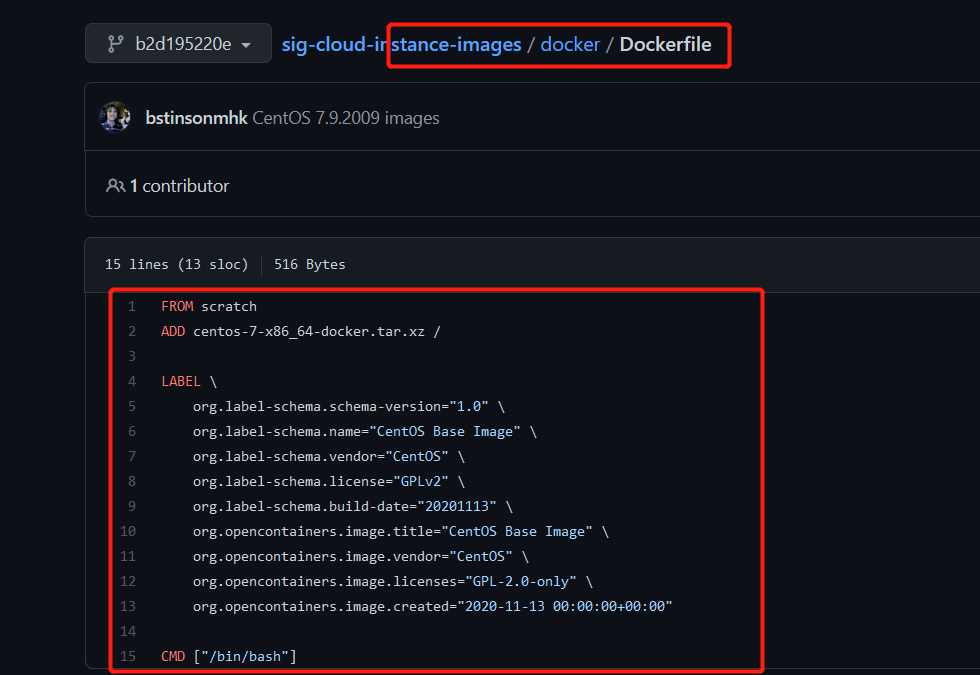 b2d195220e sig-cloud-instance-images / docker / Dockerfile
bstinsonmhk CentOS 7.9.2009 images
1 contributor
15 lines (13 sloc) 516 Bytes
1 FROM scratch
2 ADD centos-7-x86_64-docker.tar.xz /
3
4 LABEL \
5 org.label-schema.schema-version="1.0" \
6 org.label-schema.name="CentOS Base Image" \
7 org.label-schema.vendor="CentOS" \
8 org.label-schema.license="GPLv2" \
9 org.label-schema.build-date="20201113" \
10 org.opencontainers.image.title="CentOS Base Image" \
11 org.opencontainers.image.vendor="CentOS" \
12 org.opencontainers.image.licenses="GPL-2.0-only" \
13 org.opencontainers.image.created="2020-11-13 00:00:00+00:00"
14
15 CMD ["/bin/bash"]